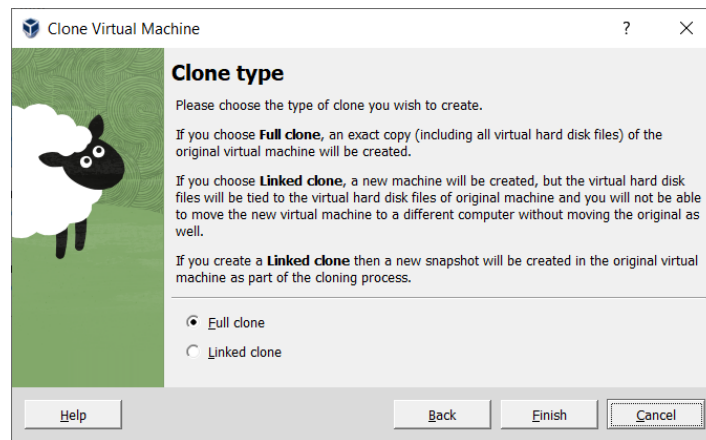 Clone Virtual Machine
?
Clone type
Please choose the type of clone you wish to create.
If you choose Full clone, an exact copy (including all virtual hard disk files) of the
original virtual machine will be created.
If you choose Linked clone, a new machine will be created, but the virtual hard disk
files will be tied to the virtual hard disk files of original machine and you will not be able
to move the new virtual machine to a different computer without moving the original as
well.
If you create a Linked clone then a new snapshot will be created in the original virtual
machine as part of the cloning process.
Full clone
Linked clone
Help Back Finish Cancel